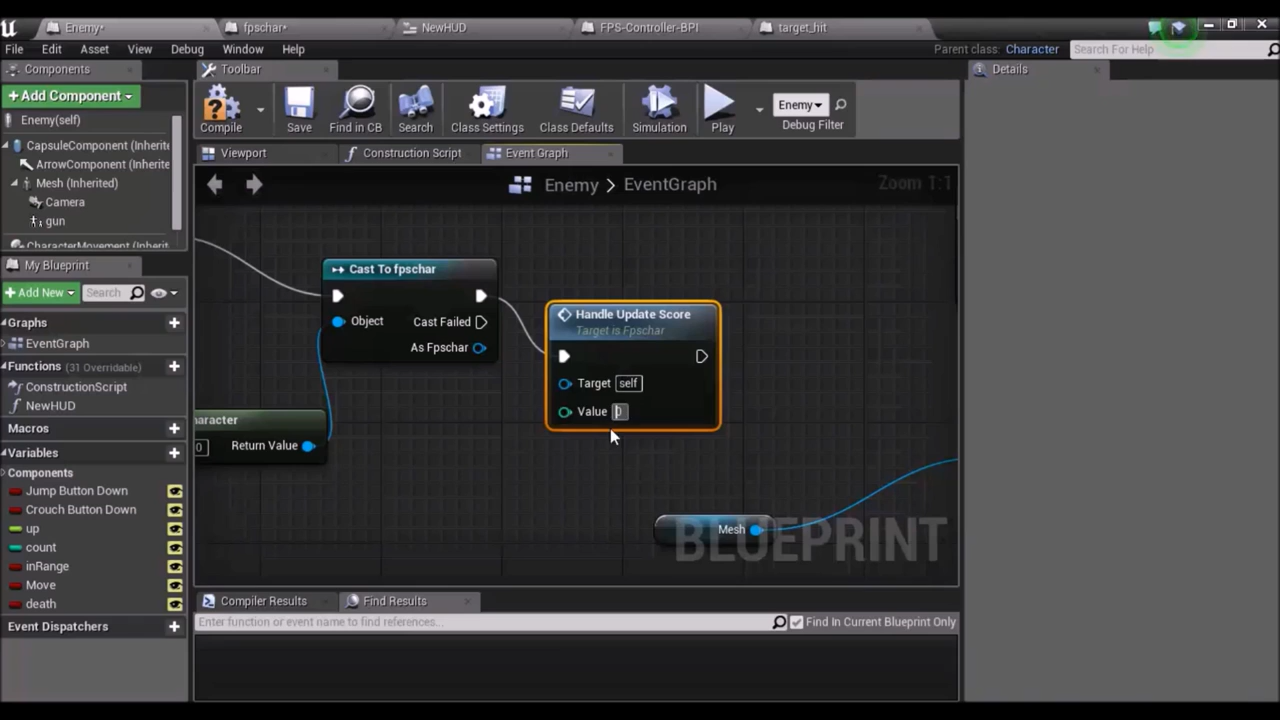 Enemy*
fpschar*
NewHUD
FPS-Controller-BPI
target_hit
File Edit Asset View Debug Window Help
Parent class: Character
Search For Help
Components
Toolbar
Details
+ Add Component
Enemy(self)
CapsuleComponent (Inherite
ArrowComponent (Inherite
Mesh (Inherited)
Camera
gun
CharacterMovement (Inherit
Compile
Save
Find in CB
Search
Class Settings
Class Defaults
Simulation
Play
Enemy
Debug Filter
Viewport
Construction Script
Event Graph
Enemy > EventGraph
Zoom 1:1
My Blueprint
+ Add New
Search
Graphs
EventGraph
Functions (31 Overridable)
ConstructionScript
NewHUD
Macros
Variables
Components
Jump Button Down
Crouch Button Down
up
count
inRange
Move
death
Event Dispatchers
Cast To fpschar
Object
Cast Failed
As Fpschar
Handle Update Score
Target is Fpschar
Target self
Value 0
aracter
0 Return Value
Mesh
BLUEPRINT
Compiler Results
Find Results
Enter function or event name to find references...
Find In Current Blueprint Only